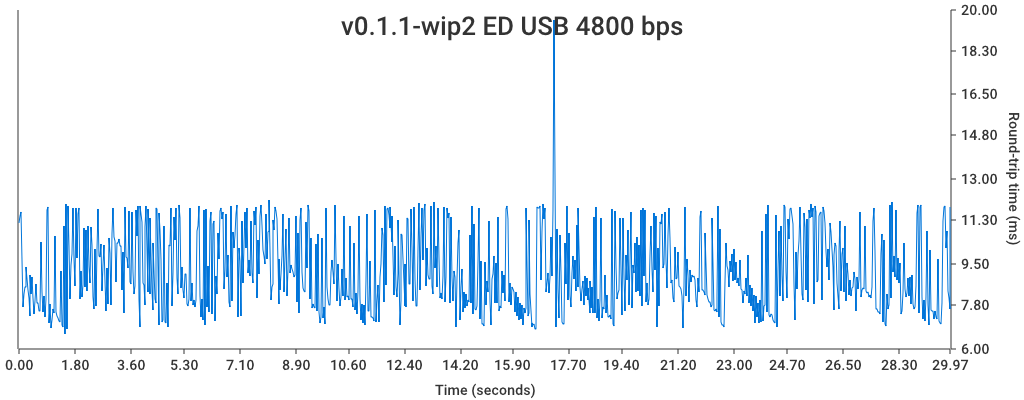 v0.1.1-wip2 ED USB 4800 bps
20.00
18.30
16.50
14.80
13.00
11.30
9.50
7.80
6.00
Round-trip time (ms)
0.00 1.80 3.60 5.30 7.10 8.90 10.60 12.40 14.20 15.90 17.70 19.40 21.20 23.00 24.70 26.50 28.30 29.97
Time (seconds)